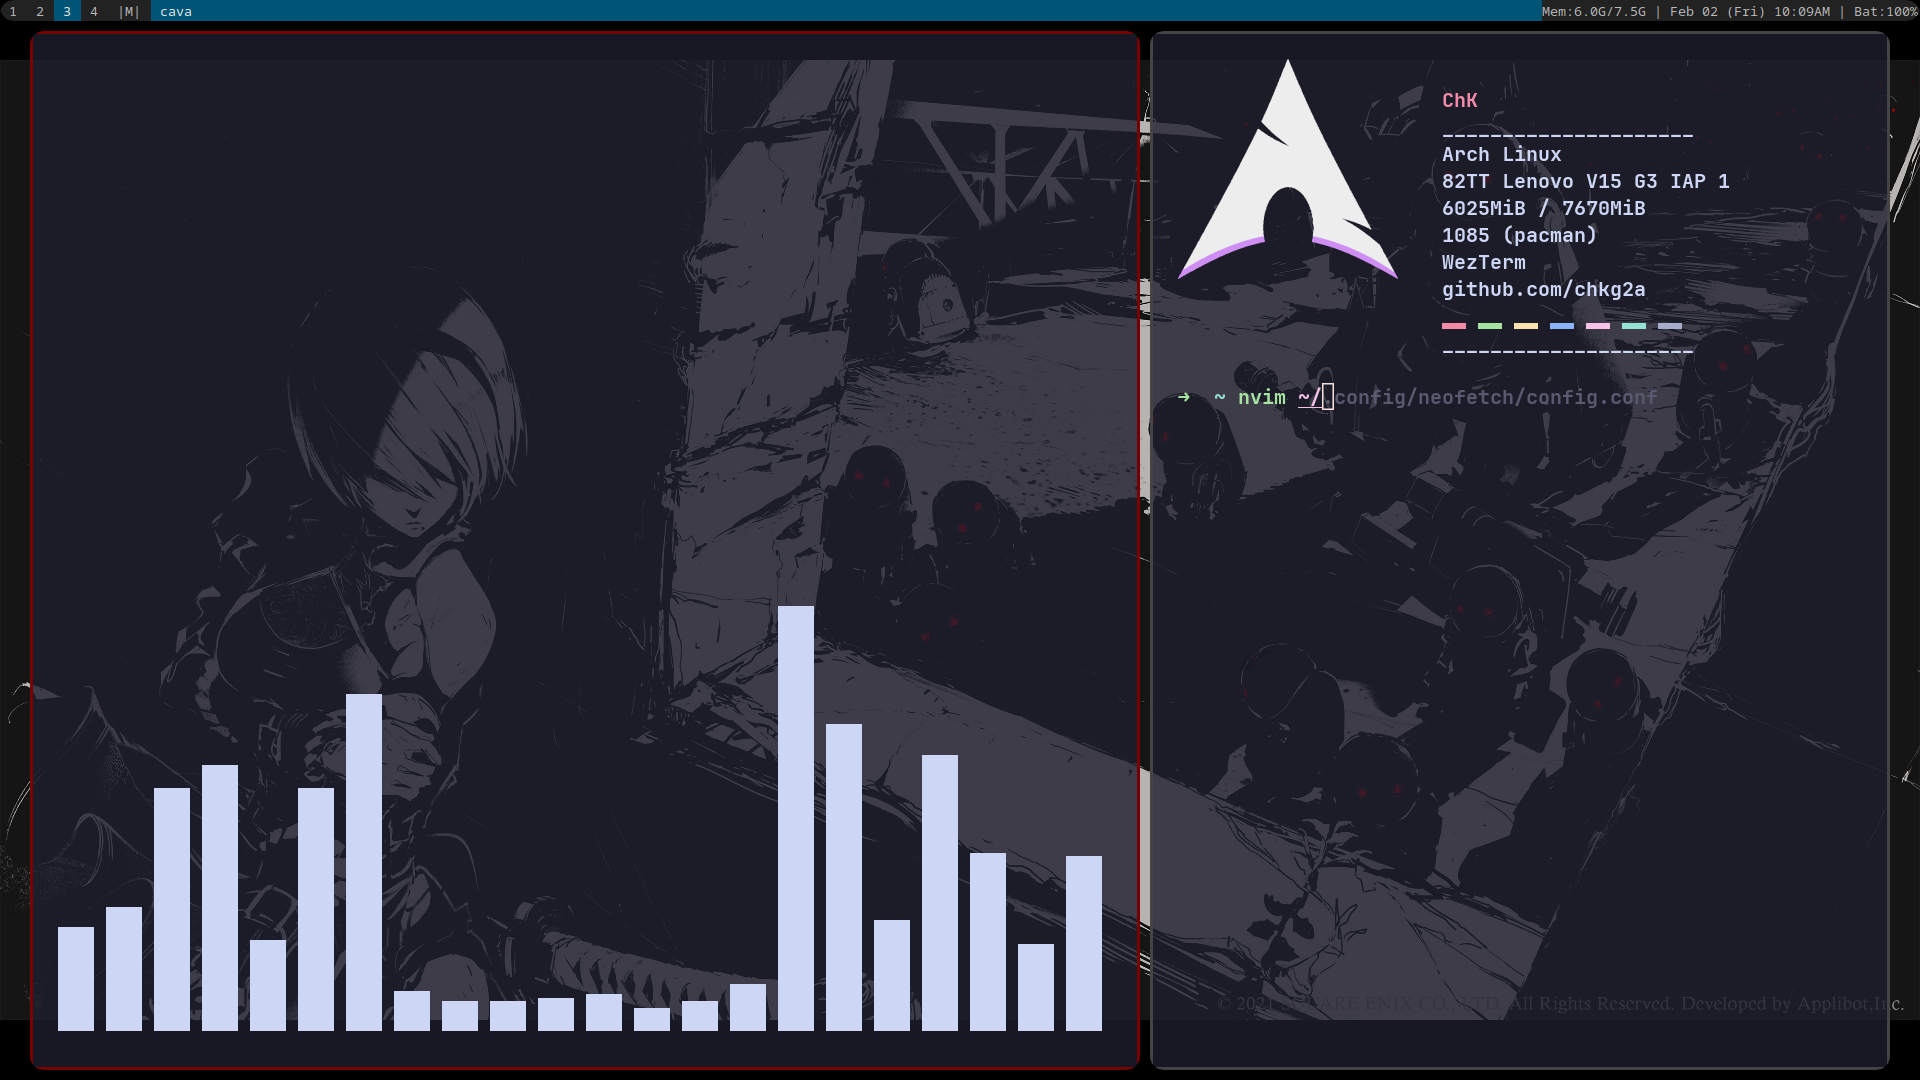 1 2 3 4 |M| cava Mem:6.0G/7.5G | Feb 02 (Fri) 10:09AM | Bat:100%
ChK
---------------------
Arch Linux
82TT Lenovo V15 G3 IAP 1
6025MiB / 7670MiB
1085 (pacman)
WezTerm
github.com/chkg2a
---------------------
➜ ~ nvim ~/.config/neofetch/config.conf
© 2021 SQUARE ENIX CO., LTD. All Rights Reserved. Developed by Applibot,Inc.